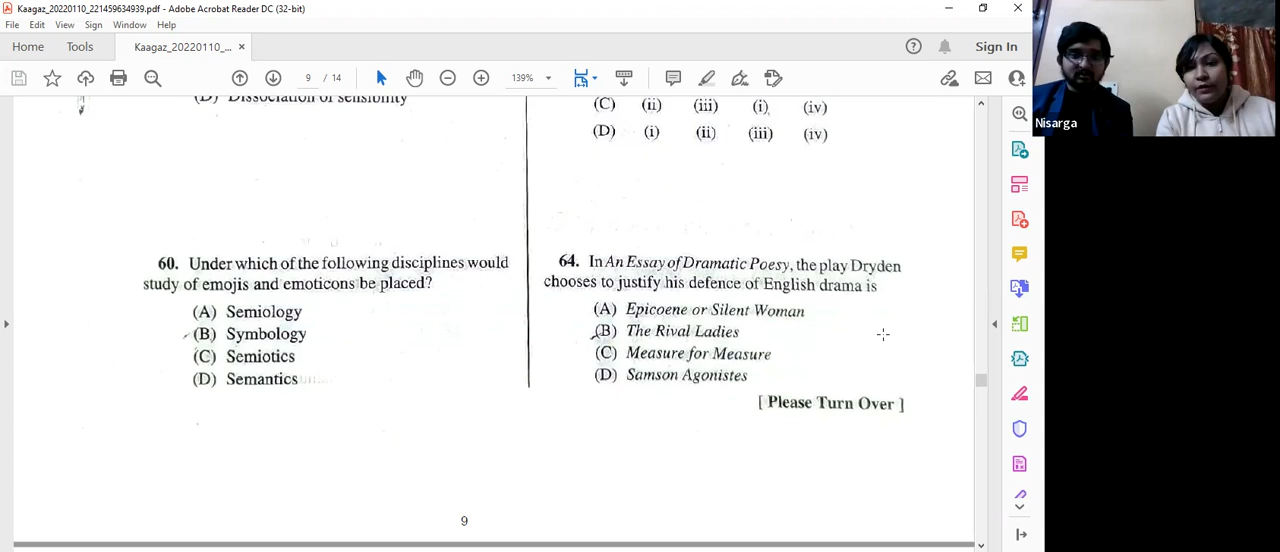 Kaagaz_20220110_221459634939.pdf - Adobe Acrobat Reader DC (32-bit)
File Edit View Sign Window Help
Home Tools Kaagaz_20220110_... × Sign In
9 / 14 139%
Nisarga
(D) Dissociation of sensibility
60. Under which of the following disciplines would
study of emojis and emoticons be placed?
(A) Semiology
(B) Symbology
(C) Semiotics
(D) Semantics
(C) (ii) (iii) (i) (iv)
(D) (i) (ii) (iii) (iv)
64. In An Essay of Dramatic Poesy, the play Dryden
chooses to justify his defence of English drama is
(A) Epicoene or Silent Woman
(B) The Rival Ladies
(C) Measure for Measure
(D) Samson Agonistes
[ Please Turn Over ]
9